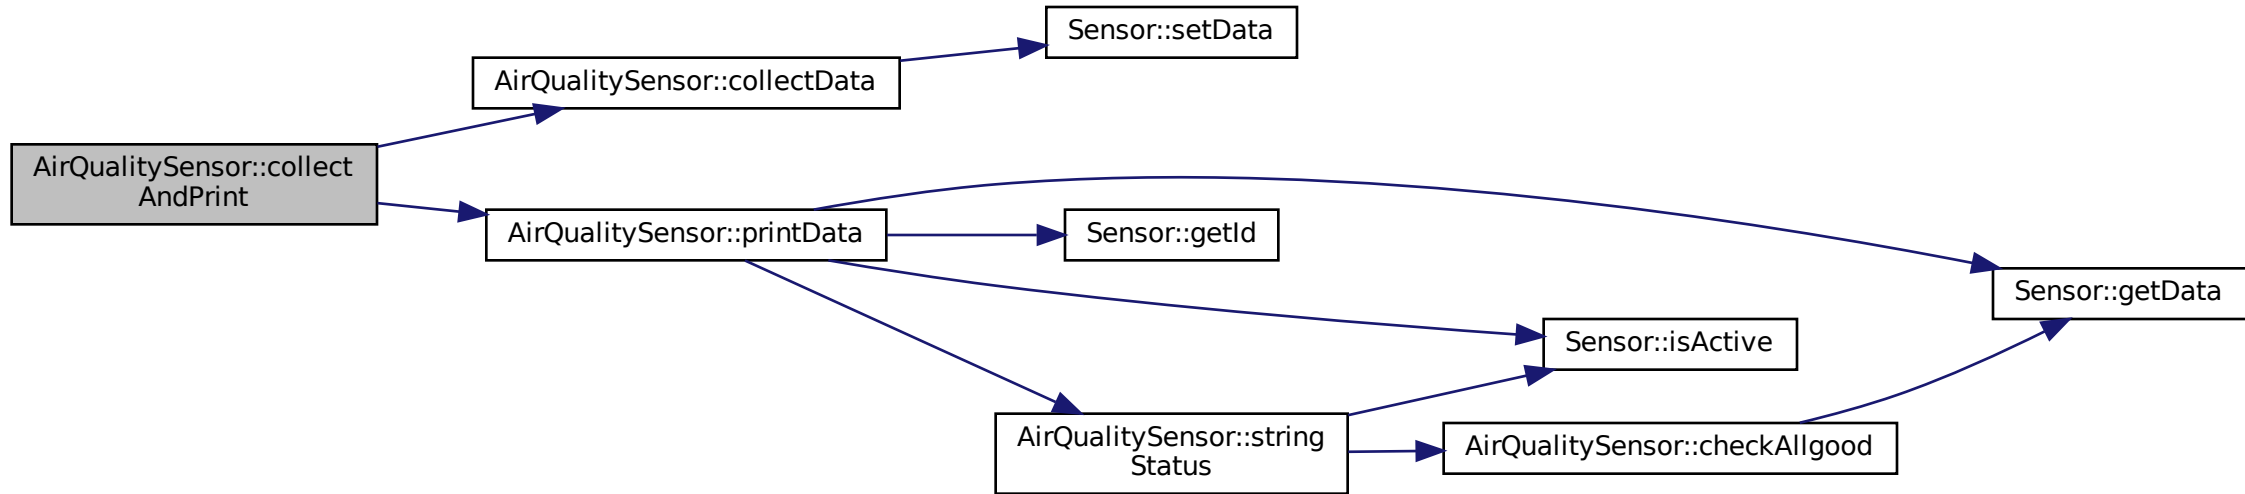 Sensor::setData
AirQualitySensor::collectData
AirQualitySensor::collect
AndPrint
AirQualitySensor::printData
Sensor::getId
Sensor::getData
Sensor::isActive
AirQualitySensor::string
Status
AirQualitySensor::checkAllgood